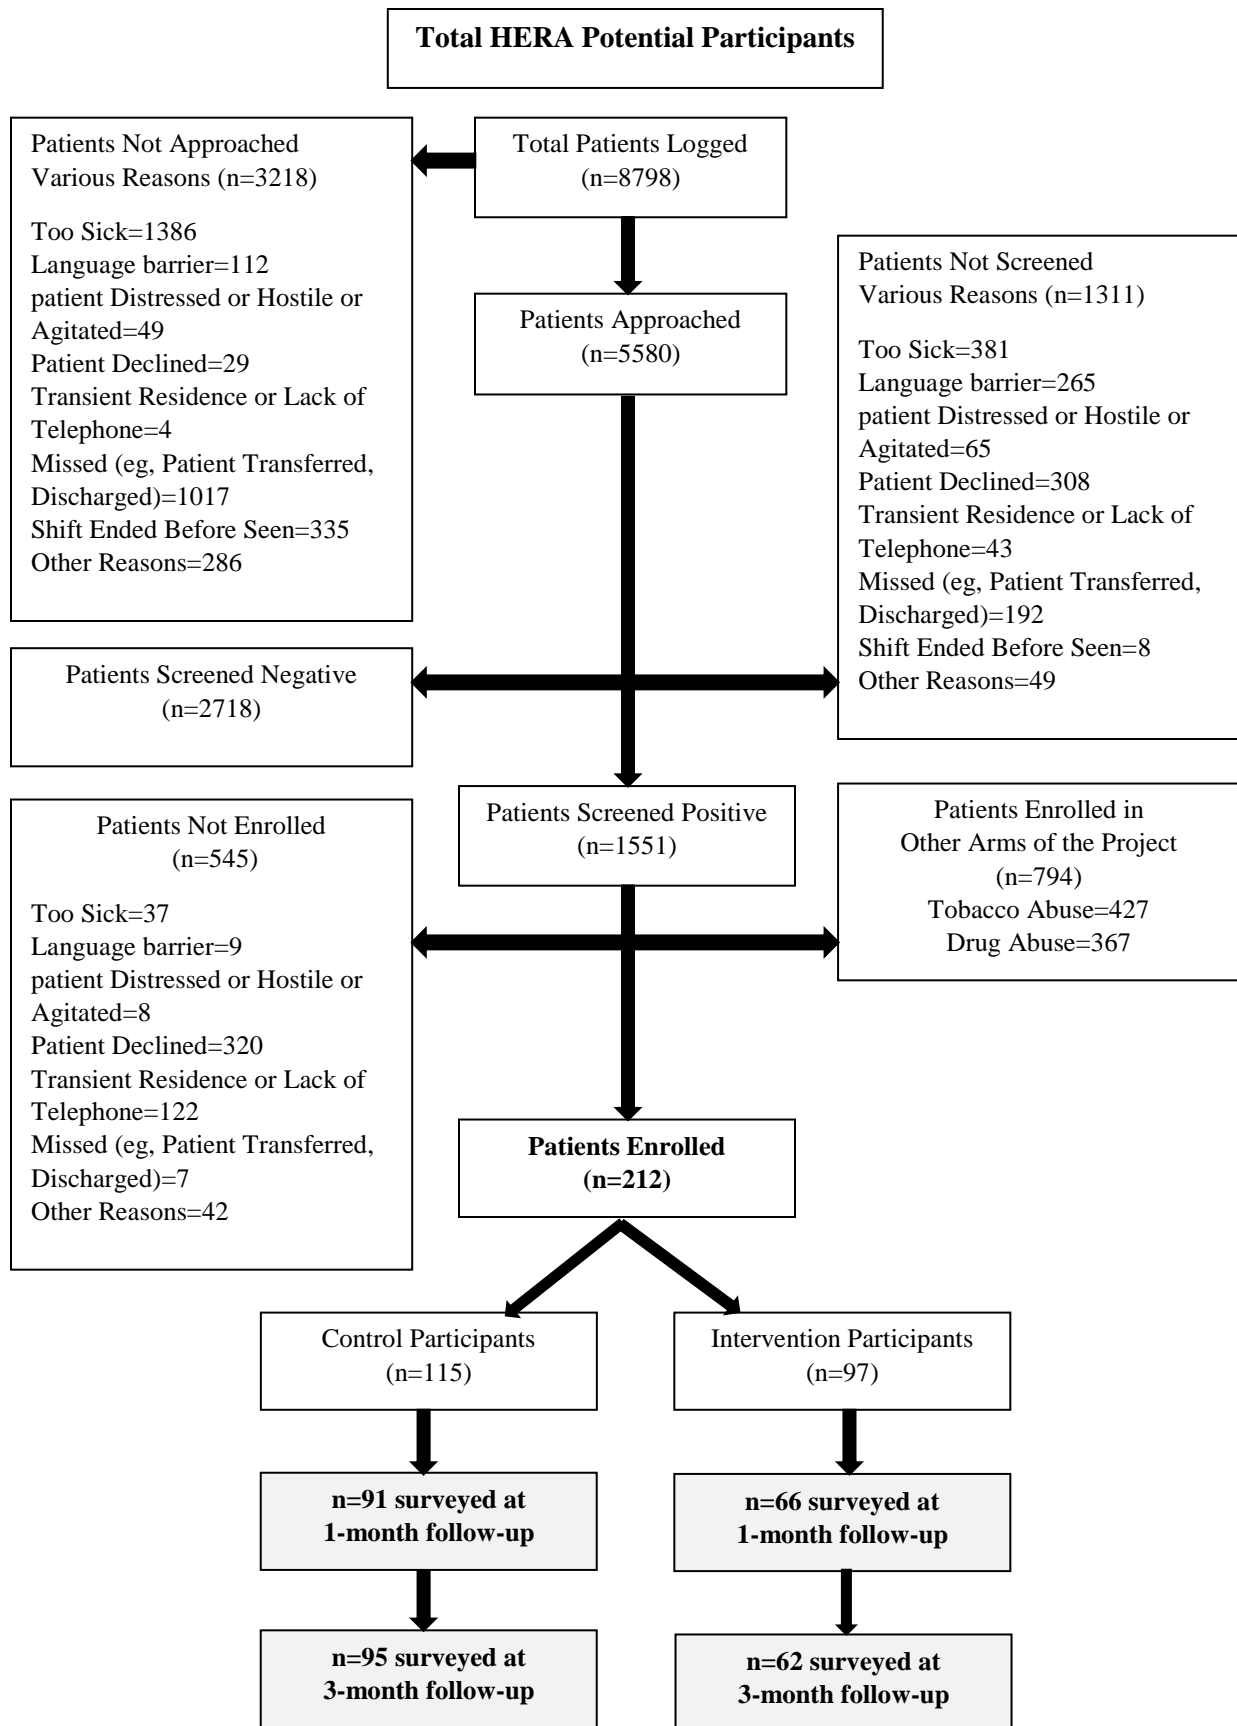 Total HERA Potential Participants
Patients Not Approached
Various Reasons (n=3218)
Too Sick=1386
Language barrier=112
patient Distressed or Hostile or
Agitated=49
Patient Declined=29
Transient Residence or Lack of
Telephone=4
Missed (eg, Patient Transferred,
Discharged)=1017
Shift Ended Before Seen=335
Other Reasons=286
Total Patients Logged
(n=8798)
Patients Approached
(n=5580)
Patients Not Screened
Various Reasons (n=1311)
Too Sick=381
Language barrier=265
patient Distressed or Hostile or
Agitated=65
Patient Declined=308
Transient Residence or Lack of
Telephone=43
Missed (eg, Patient Transferred,
Discharged)=192
Shift Ended Before Seen=8
Other Reasons=49
Patients Screened Negative
(n=2718)
Patients Screened Positive
(n=1551)
Patients Not Enrolled
(n=545)
Too Sick=37
Language barrier=9
patient Distressed or Hostile or
Agitated=8
Patient Declined=320
Transient Residence or Lack of
Telephone=122
Missed (eg, Patient Transferred,
Discharged)=7
Other Reasons=42
Patients Enrolled in
Other Arms of the Project
(n=794)
Tobacco Abuse=427
Drug Abuse=367
Patients Enrolled
(n=212)
Control Participants
(n=115)
Intervention Participants
(n=97)
n=91 surveyed at
1-month follow-up
n=66 surveyed at
1-month follow-up
n=95 surveyed at
3-month follow-up
n=62 surveyed at
3-month follow-up